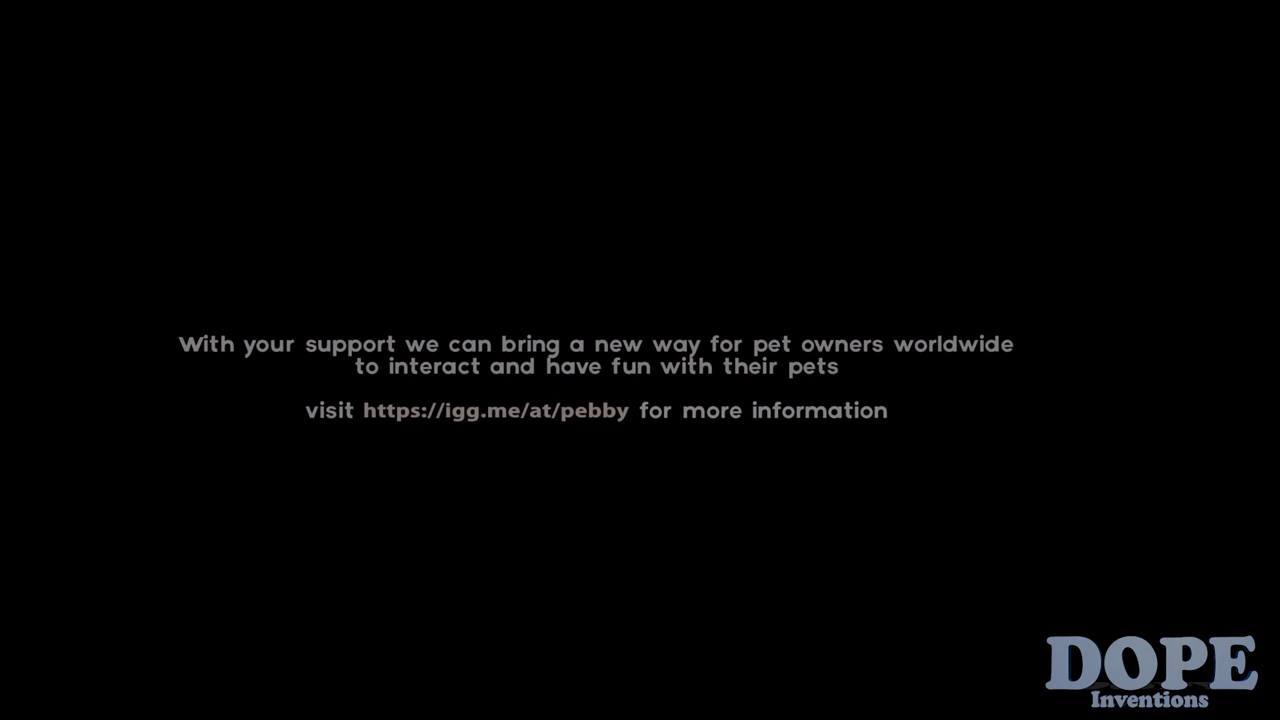 With your support we can bring a new way for pet owners worldwide
to interact and have fun with their pets
visit https://igg.me/at/pebby for more information
DOPE
Inventions